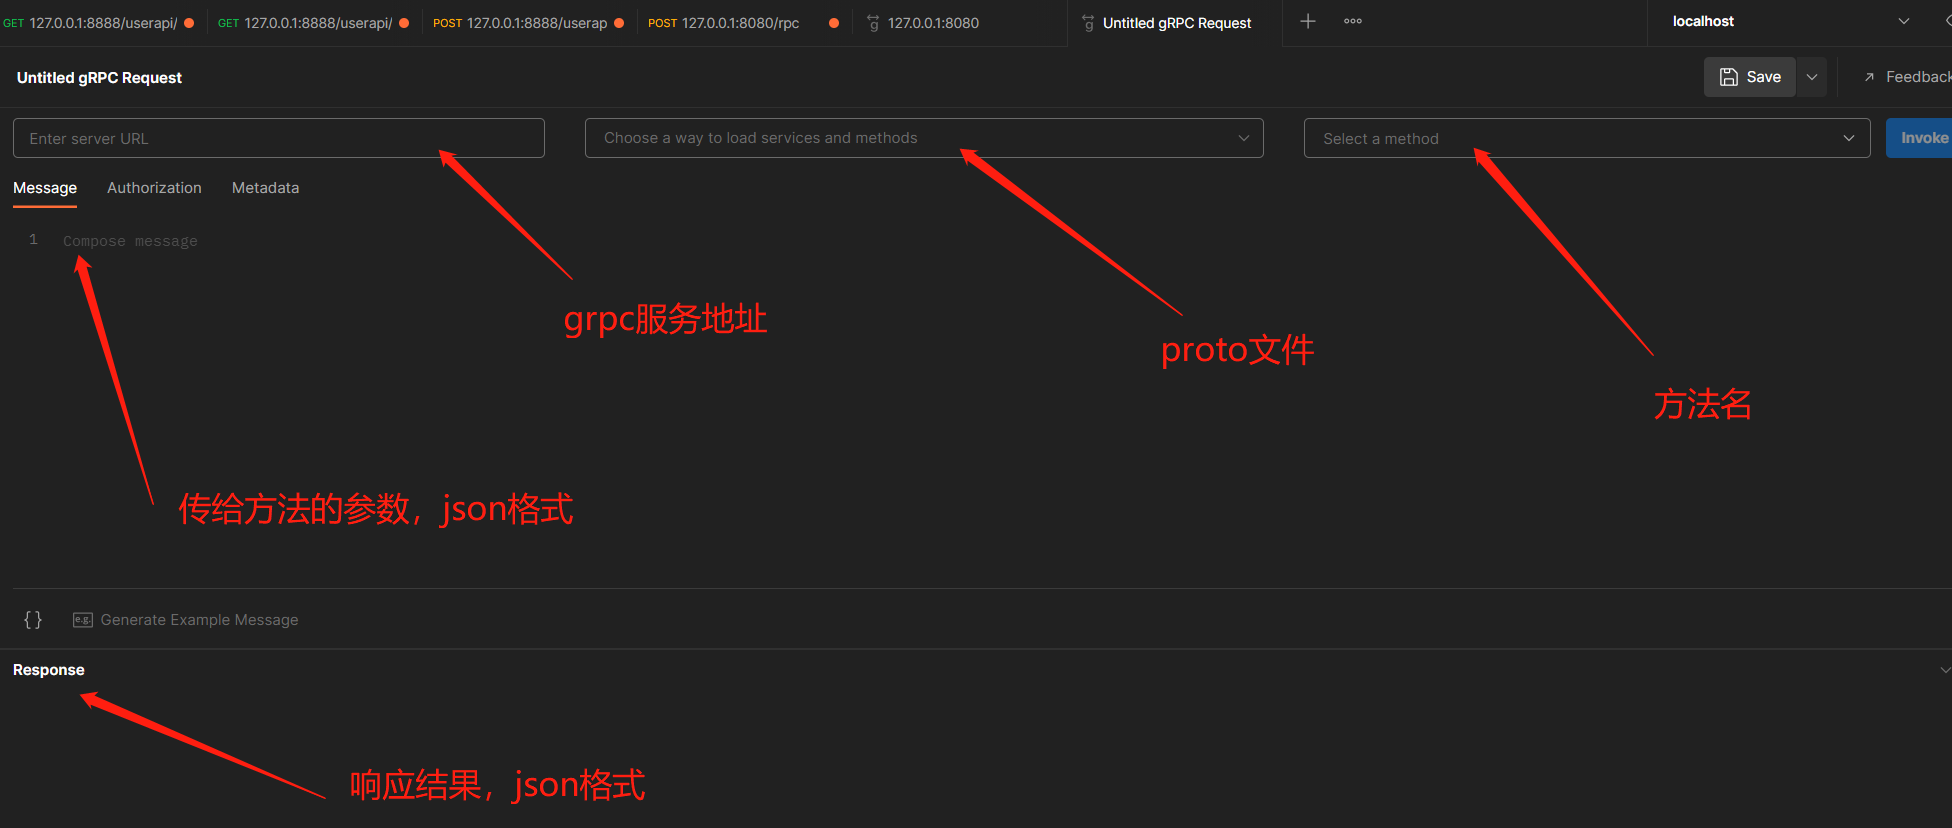 GET 127.0.0.1:8888/userapi/
GET 127.0.0.1:8888/userapi/
POST 127.0.0.1:8888/userap
POST 127.0.0.1:8080/rpc
127.0.0.1:8080
Untitled gRPC Request
localhost
Untitled gRPC Request
Save
Feedback
Enter server URL
Choose a way to load services and methods
Select a method
Invoke
Message Authorization Metadata
1 Compose message
grpc服务地址
proto文件
方法名
传给方法的参数，json格式
{} e.g. Generate Example Message
Response
响应结果，json格式